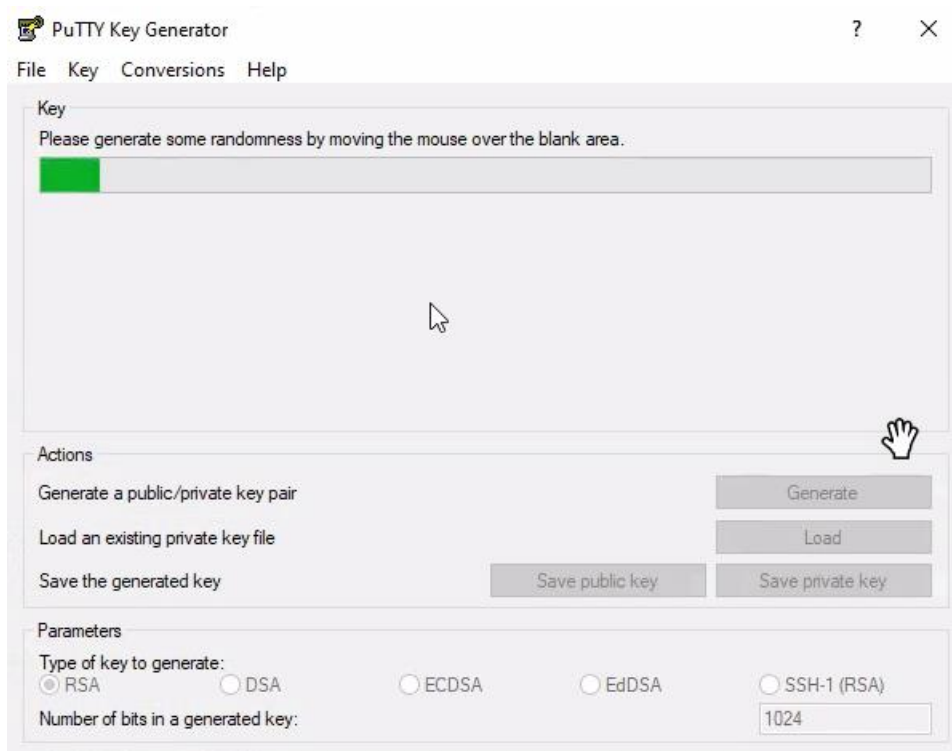 PuTTY Key Generator
?
File Key Conversions Help
Key
Please generate some randomness by moving the mouse over the blank area.
Actions
Generate a public/private key pair
Generate
Load an existing private key file
Load
Save the generated key
Save public key
Save private key
Parameters
Type of key to generate:
RSA DSA ECDSA EdDSA SSH-1 (RSA)
Number of bits in a generated key:
1024